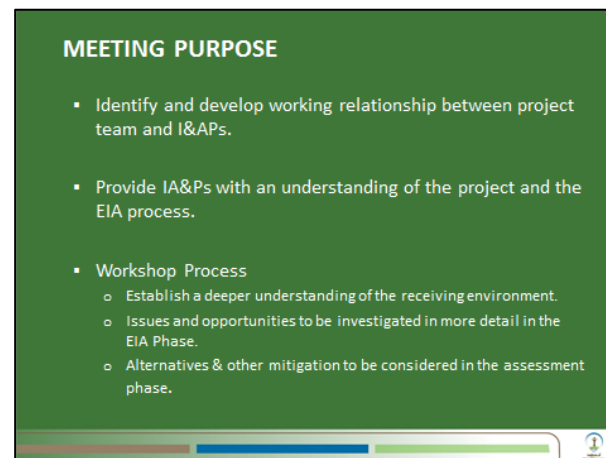 MEETING PURPOSE
▪ Identify and develop working relationship between project
team and I&APs.
▪ Provide IA&Ps with an understanding of the project and the
EIA process.
▪ Workshop Process
o Establish a deeper understanding of the receiving environment.
o Issues and opportunities to be investigated in more detail in the
EIA Phase.
o Alternatives & other mitigation to be considered in the assessment
phase.